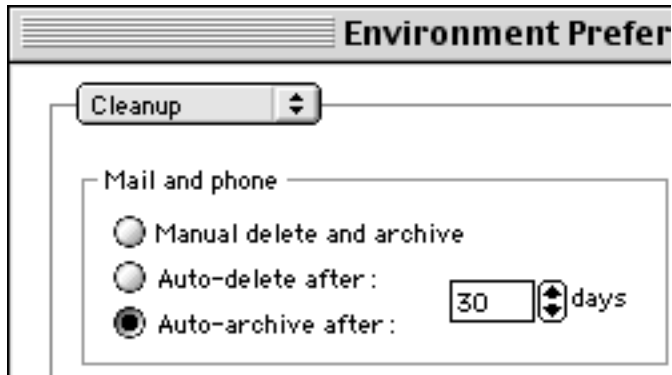 Environment Prefer
Cleanup
Mail and phone
Manual delete and archive
Auto-delete after:
30 days
Auto-archive after: